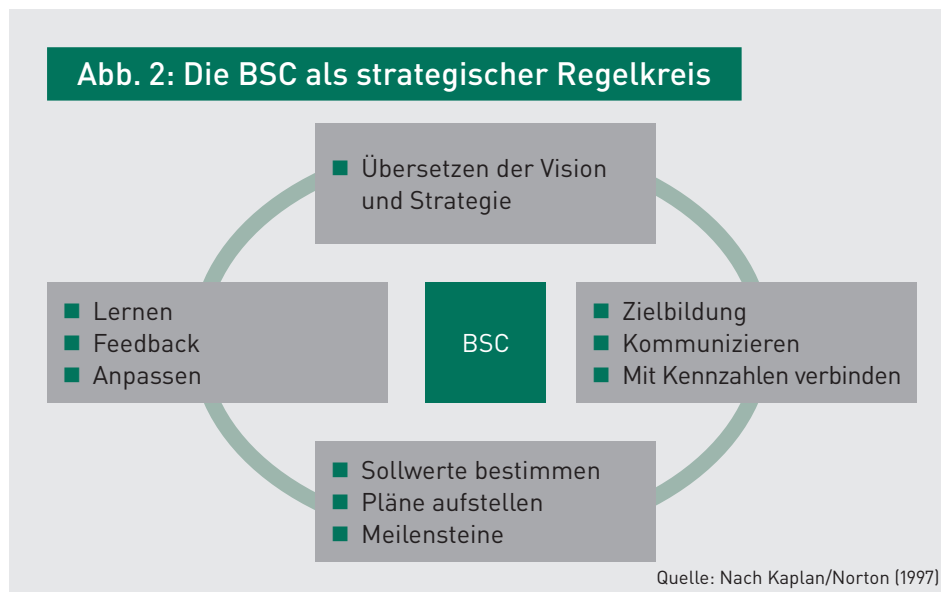 Abb. 2: Die BSC als strategischer Regelkreis
Übersetzen der Vision
und Strategie
Lernen
Feedback
Anpassen
BSC
Zielbildung
Kommunizieren
Mit Kennzahlen verbinden
Sollwerte bestimmen
Pläne aufstellen
Meilensteine
Quelle: Nach Kaplan/Norton (1997)